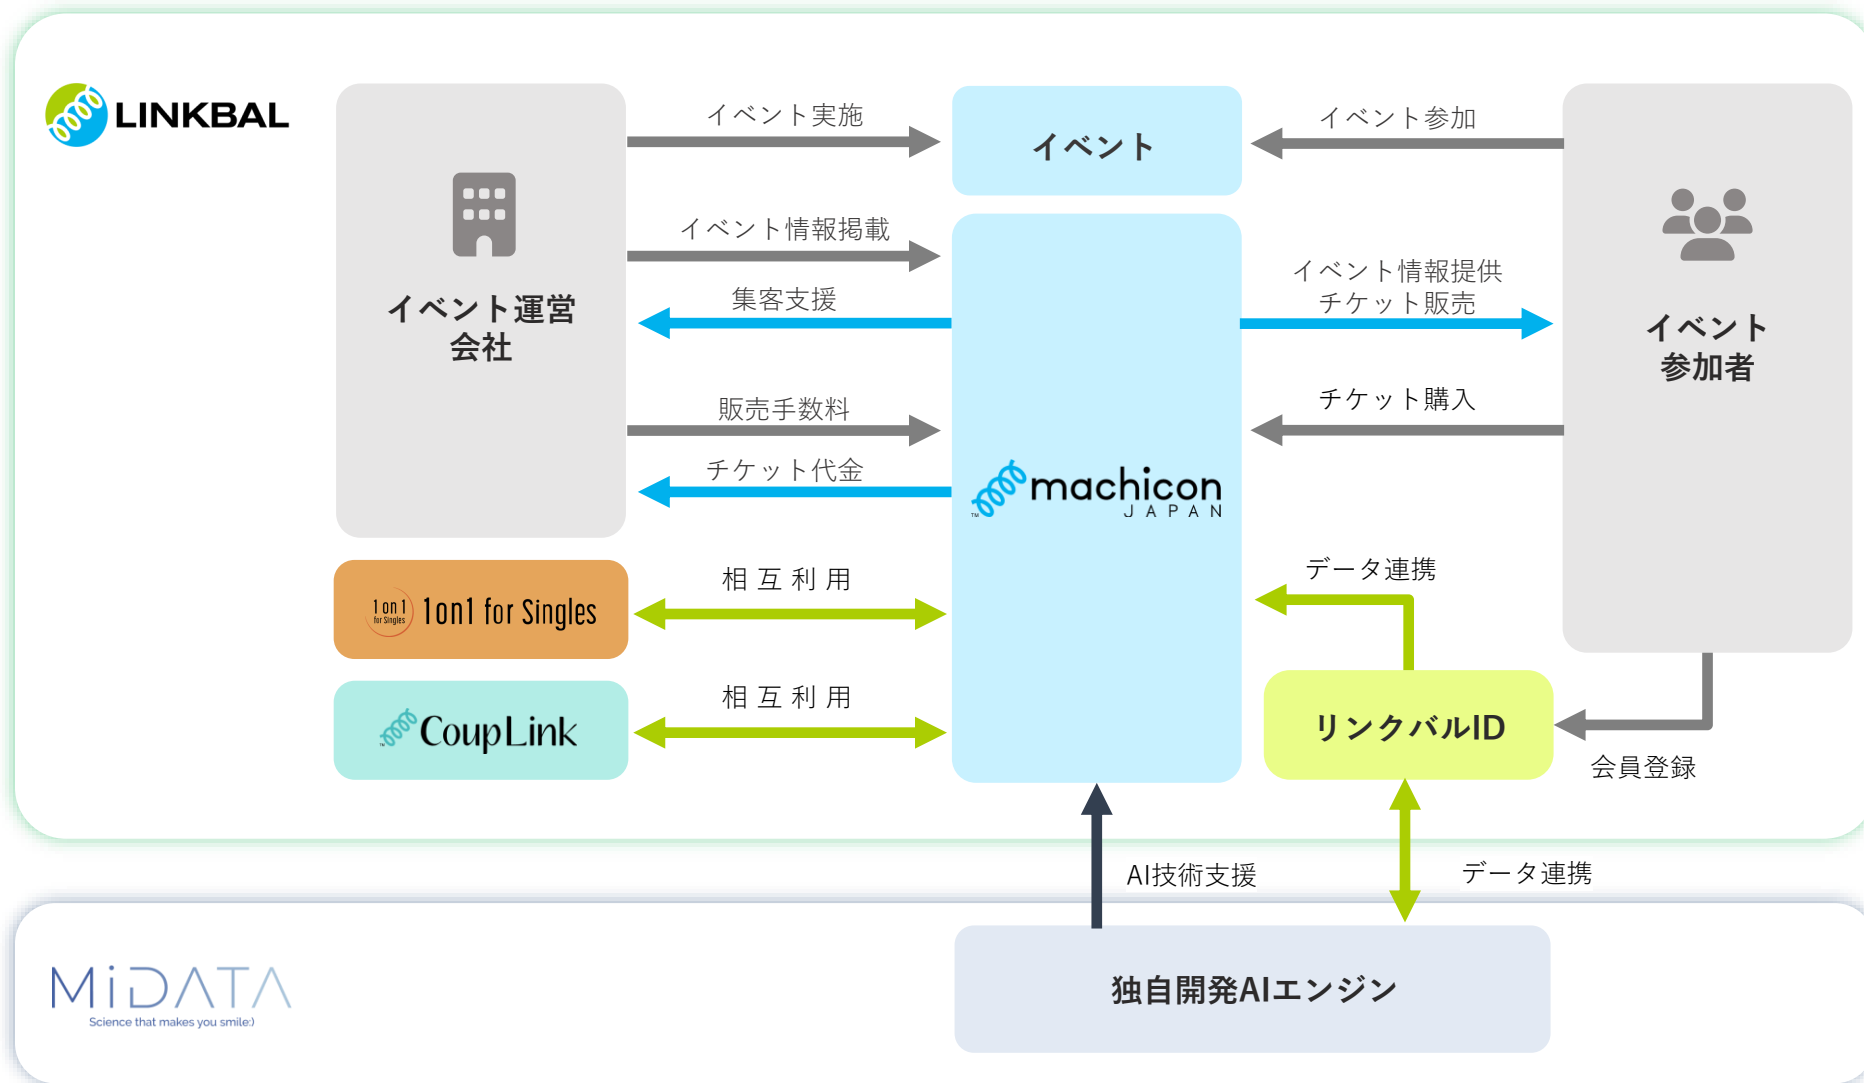 LINKBAL
イベント実施
イベント
イベント参加
イベント情報掲載
集客支援
イベント運営
会社
イベント情報提供
チケット販売
イベント
参加者
販売手数料
チケット代金
チケット購入
machicon
JAPAN
TM
1 on 1
for Singles
1on1 for Singles
相互利用
データ連携
TM
CoupLink
相互利用
リンクバルID
会員登録
AI技術支援
データ連携
MiDATA
Science that makes you smile:)
独自開発AIエンジン